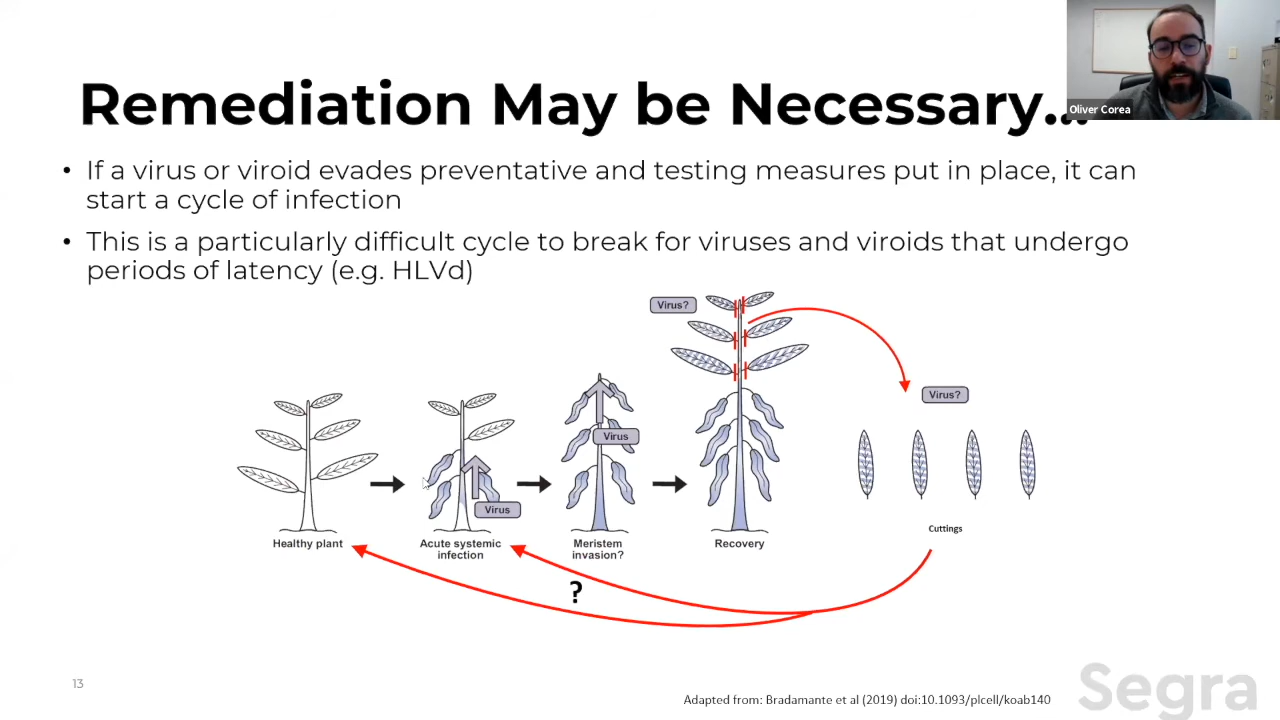 Remediation May be Necessary...
Oliver Corea
• If a virus or viroid evades preventative and testing measures put in place, it can
start a cycle of infection
• This is a particularly difficult cycle to break for viruses and viroids that undergo
periods of latency (e.g. HLVd)
Virus?
Virus?
Virus
Virus
Cuttings
Healthy plant
Acute systemic
infection
Meristem
invasion?
Recovery
?
13
Adapted from: Bradamante et al (2019) doi:10.1093/plcell/koab140
Segra